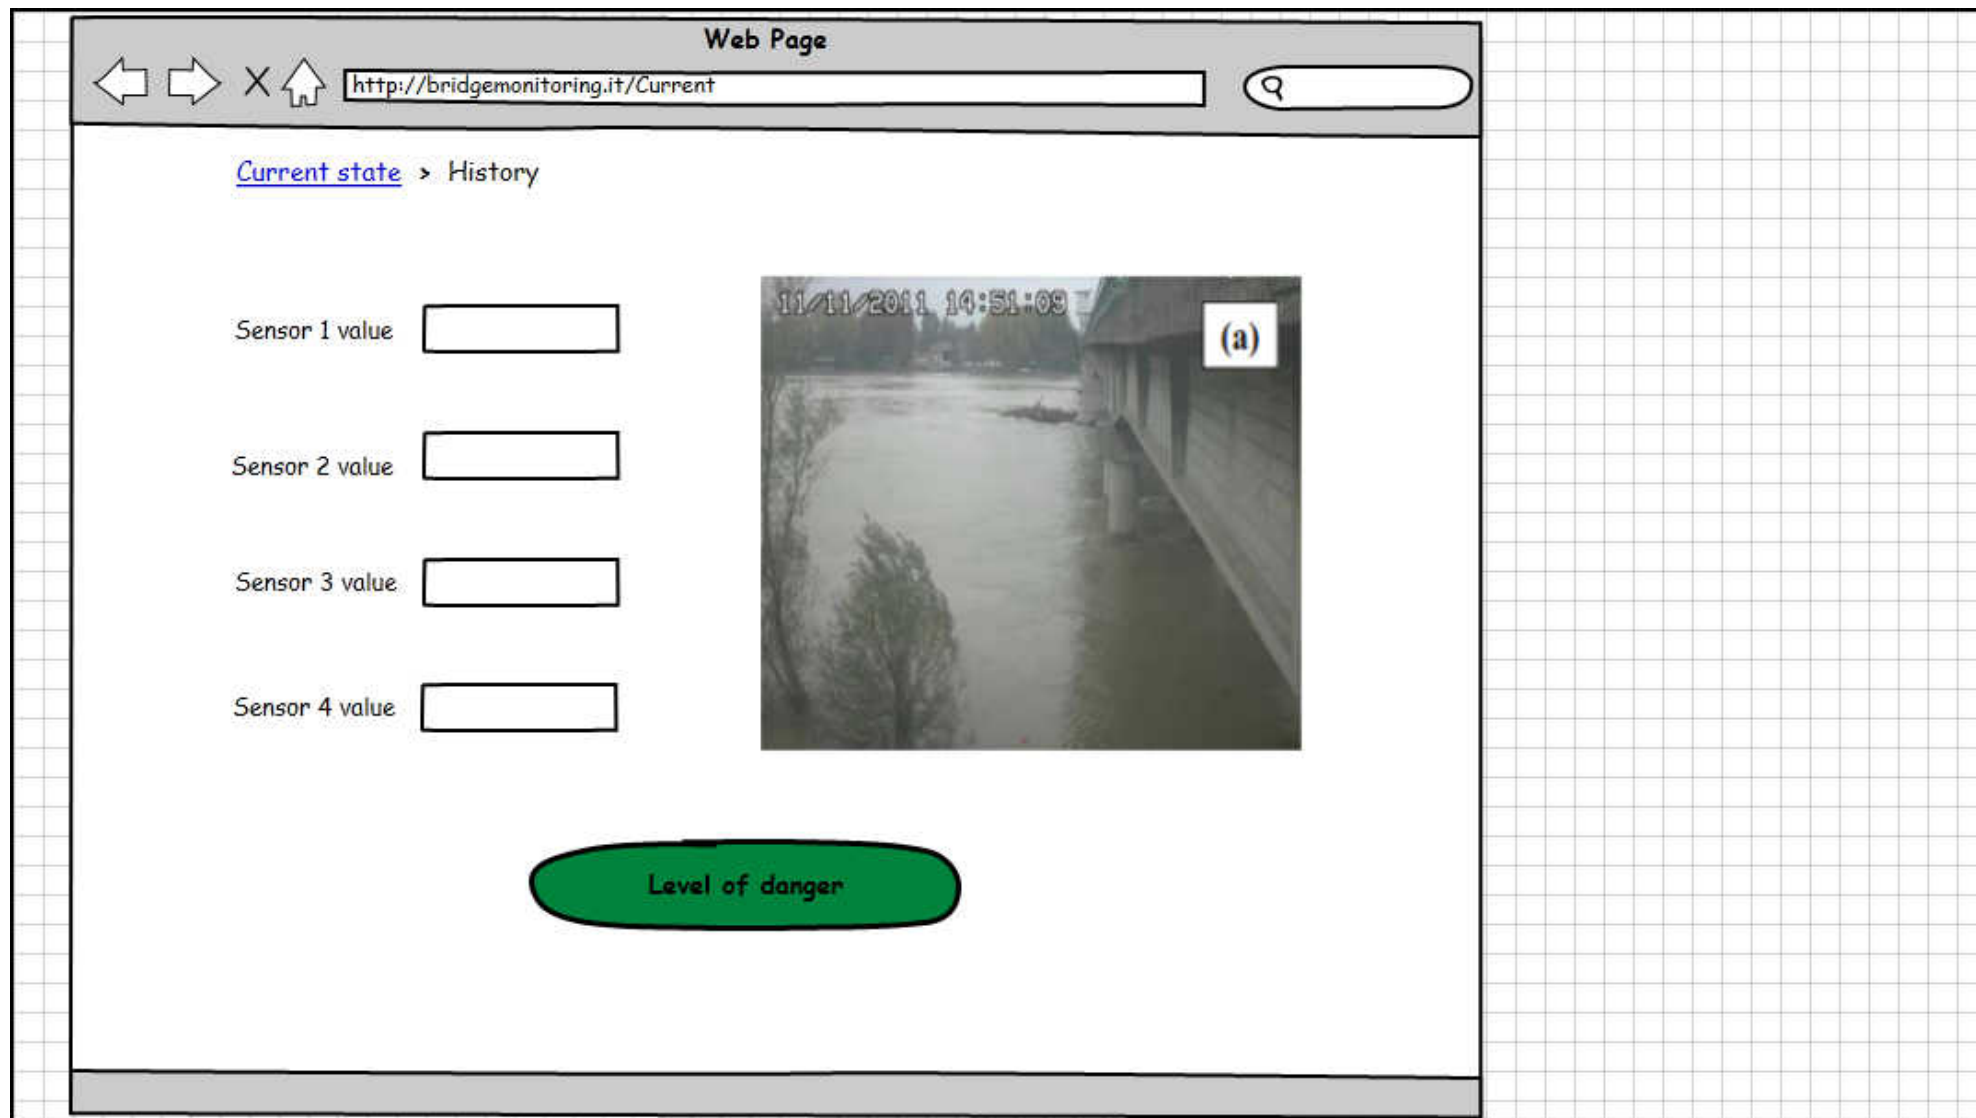 Web Page
http://bridgemonitoring.it/Current
Current state > History
11/11/2011 14:51:09
(a)
Sensor 1 value
Sensor 2 value
Sensor 3 value
Sensor 4 value
Level of danger